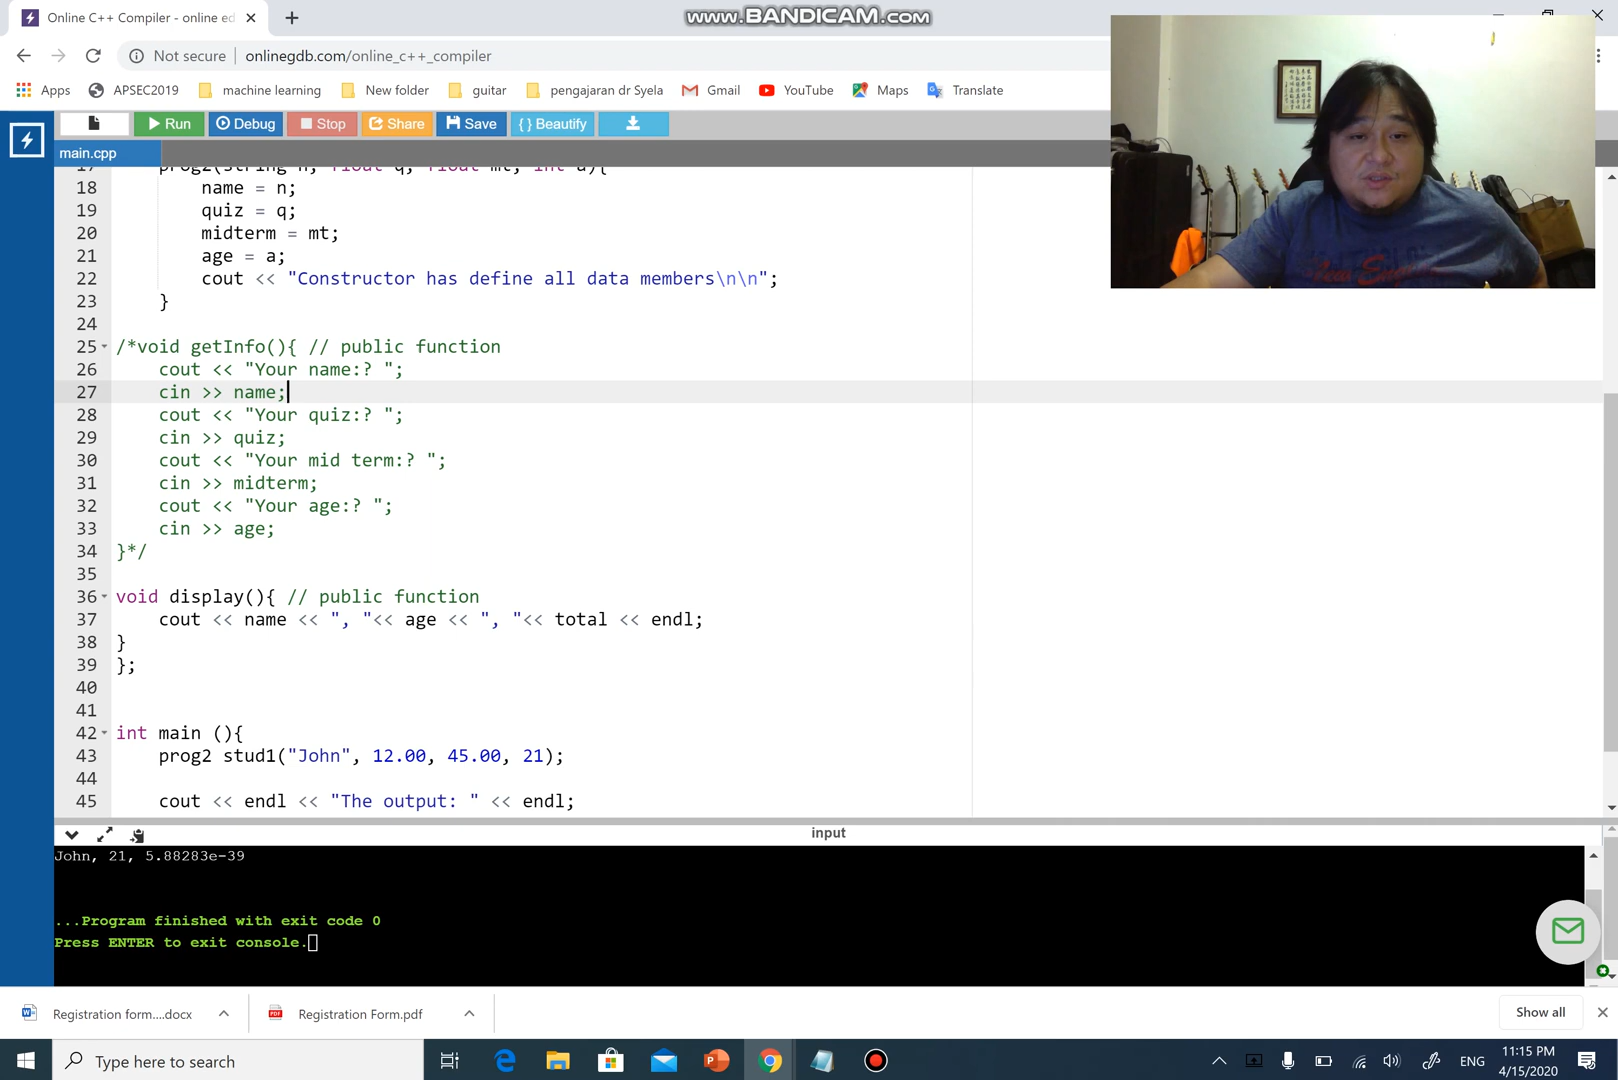 Online C++ Compiler - online ed
www.BANDICAM.com
Not secure
onlinegdb.com/online_c++_compiler
Apps
APSEC2019
machine learning
New folder
guitar
pengajaran dr Syela
Gmail
YouTube
Maps
Translate
Run
Debug
Stop
Share
Save
{ } Beautify
main.cpp
17 prog2(string n, float q, float mt, int a){
18 name = n;
19 quiz = q;
20 midterm = mt;
21 age = a;
22 cout << "Constructor has define all data members\n\n";
23 }
24
25 /*void getInfo(){ // public function
26 cout << "Your name:? ";
27 cin >> name;
28 cout << "Your quiz:? ";
29 cin >> quiz;
30 cout << "Your mid term:? ";
31 cin >> midterm;
32 cout << "Your age:? ";
33 cin >> age;
34 }*/
35
36 void display(){ // public function
37 cout << name << ", "<< age << ", "<< total << endl;
38 }
39 };
40
41
42 int main (){
43 prog2 stud1("John", 12.00, 45.00, 21);
44
45 cout << endl << "The output: " << endl;
input
John, 21, 5.88283e-39
...Program finished with exit code 0
Press ENTER to exit console.
Registration form....docx
Registration Form.pdf
Show all
Type here to search
ENG
11:15 PM
4/15/2020